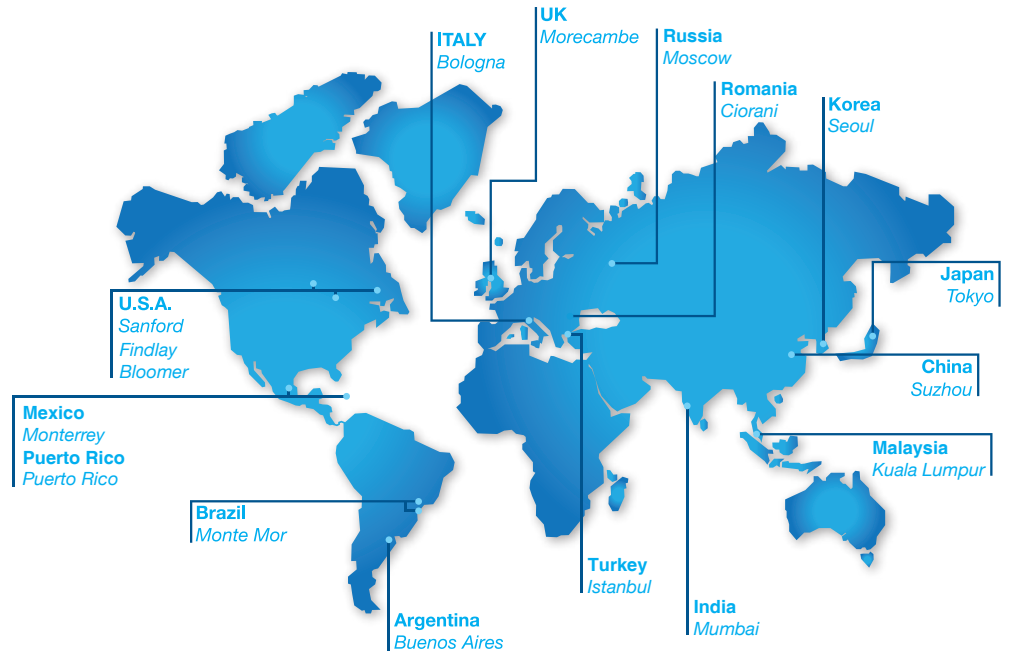 UK
Morecambe
ITALY
Bologna
Russia
Moscow
Romania
Ciorani
Korea
Seoul
Japan
Tokyo
U.S.A.
Sanford
Findlay
Bloomer
China
Suzhou
Mexico
Monterrey
Puerto Rico
Puerto Rico
Malaysia
Kuala Lumpur
Brazil
Monte Mor
Turkey
Istanbul
India
Mumbai
Argentina
Buenos Aires